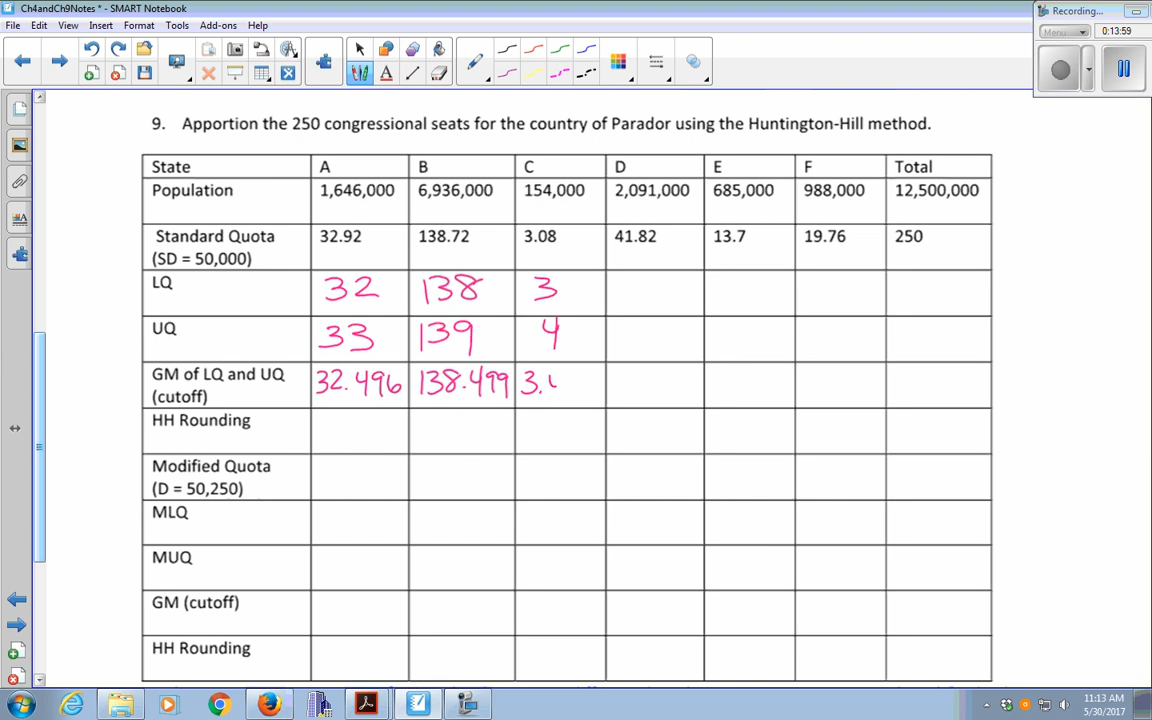 Ch4andCh9Notes * - SMART Notebook
Recording...
File Edit View Insert Format Tools Add-ons Help
Menu 0:13:59
9. Apportion the 250 congressional seats for the country of Parador using the Huntington-Hill method.
State A B C D E F Total
Population 1,646,000 6,936,000 154,000 2,091,000 685,000 988,000 12,500,000
Standard Quota 32.92 138.72 3.08 41.82 13.7 19.76 250
(SD = 50,000)
LQ 32 138 3
UQ 33 139 4
GM of LQ and UQ 32.496 138.499 3.
(cutoff)
HH Rounding
Modified Quota
(D = 50,250)
MLQ
MUQ
GM (cutoff)
HH Rounding
11:13 AM
5/30/2017